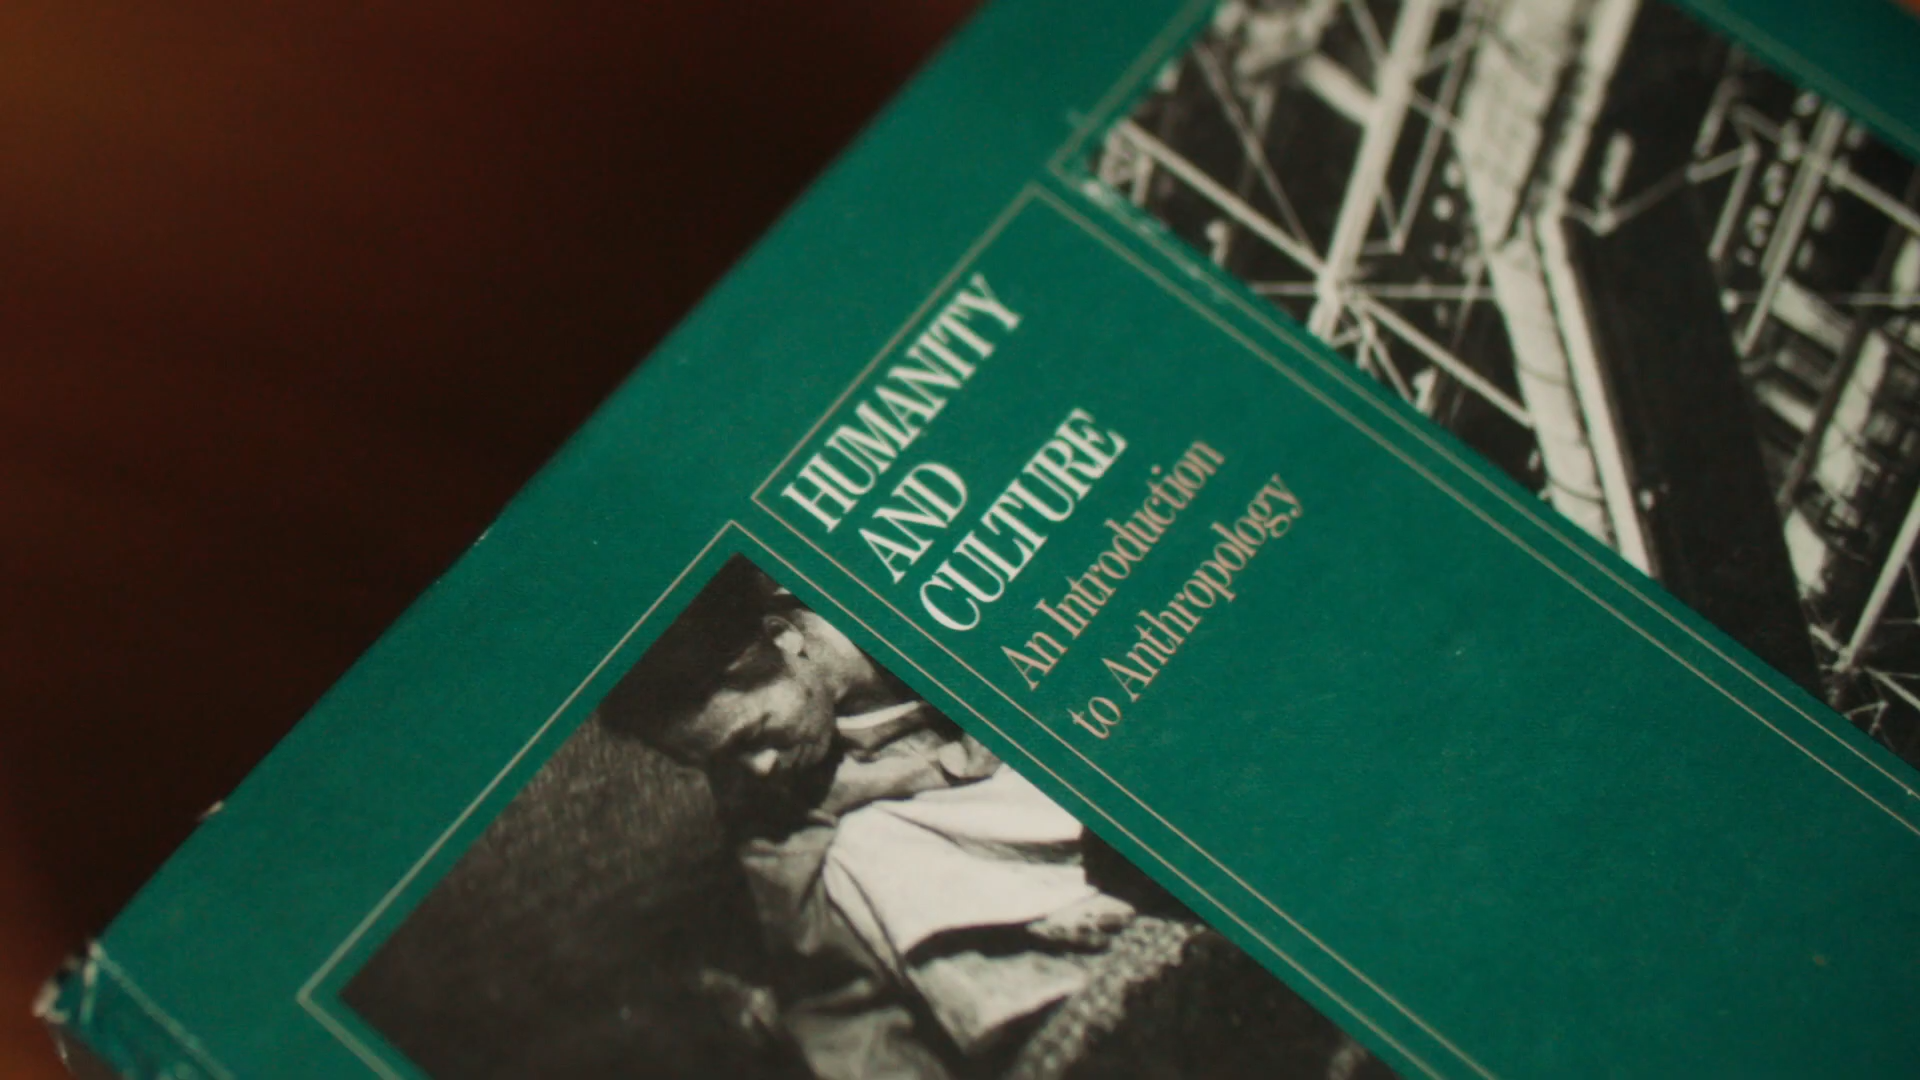 HUMANITY
AND
CULTURE
An Introduction
to Anthropology